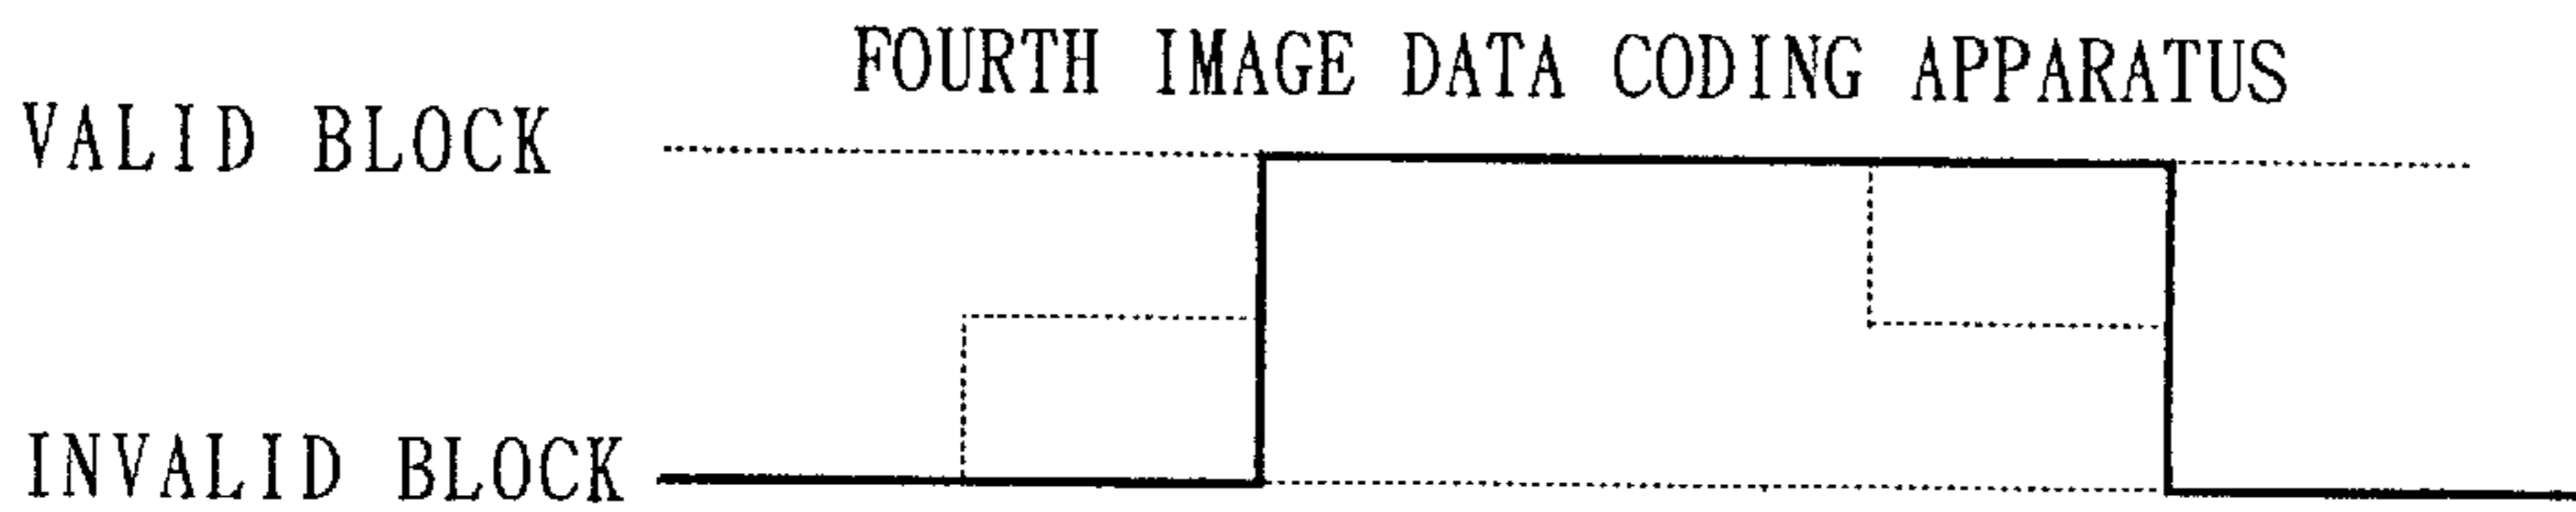 FOURTH IMAGE DATA CODING APPARATUS
VALID BLOCK
INVALID BLOCK